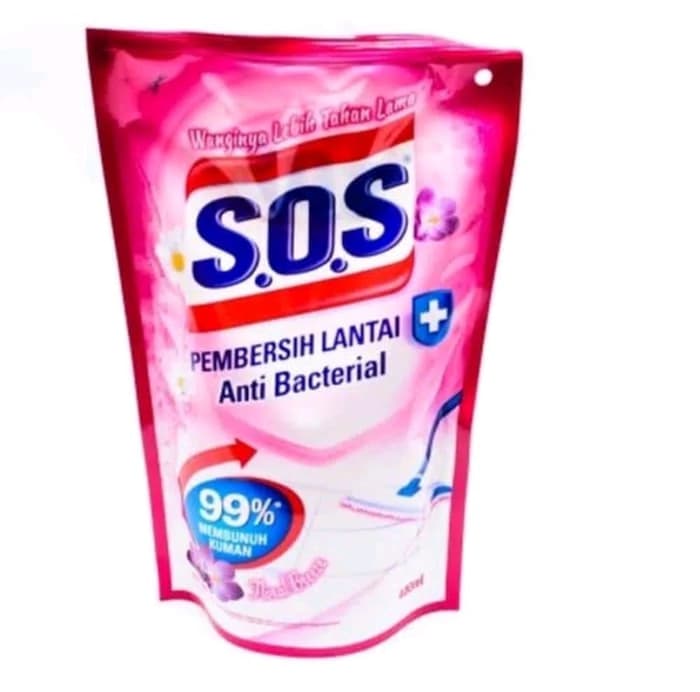 Wanginya Lebih Tahan Lama
S.O.S®
PEMBERSIH LANTAI
Anti Bacterial
99%*
MEMBUNUH
KUMAN